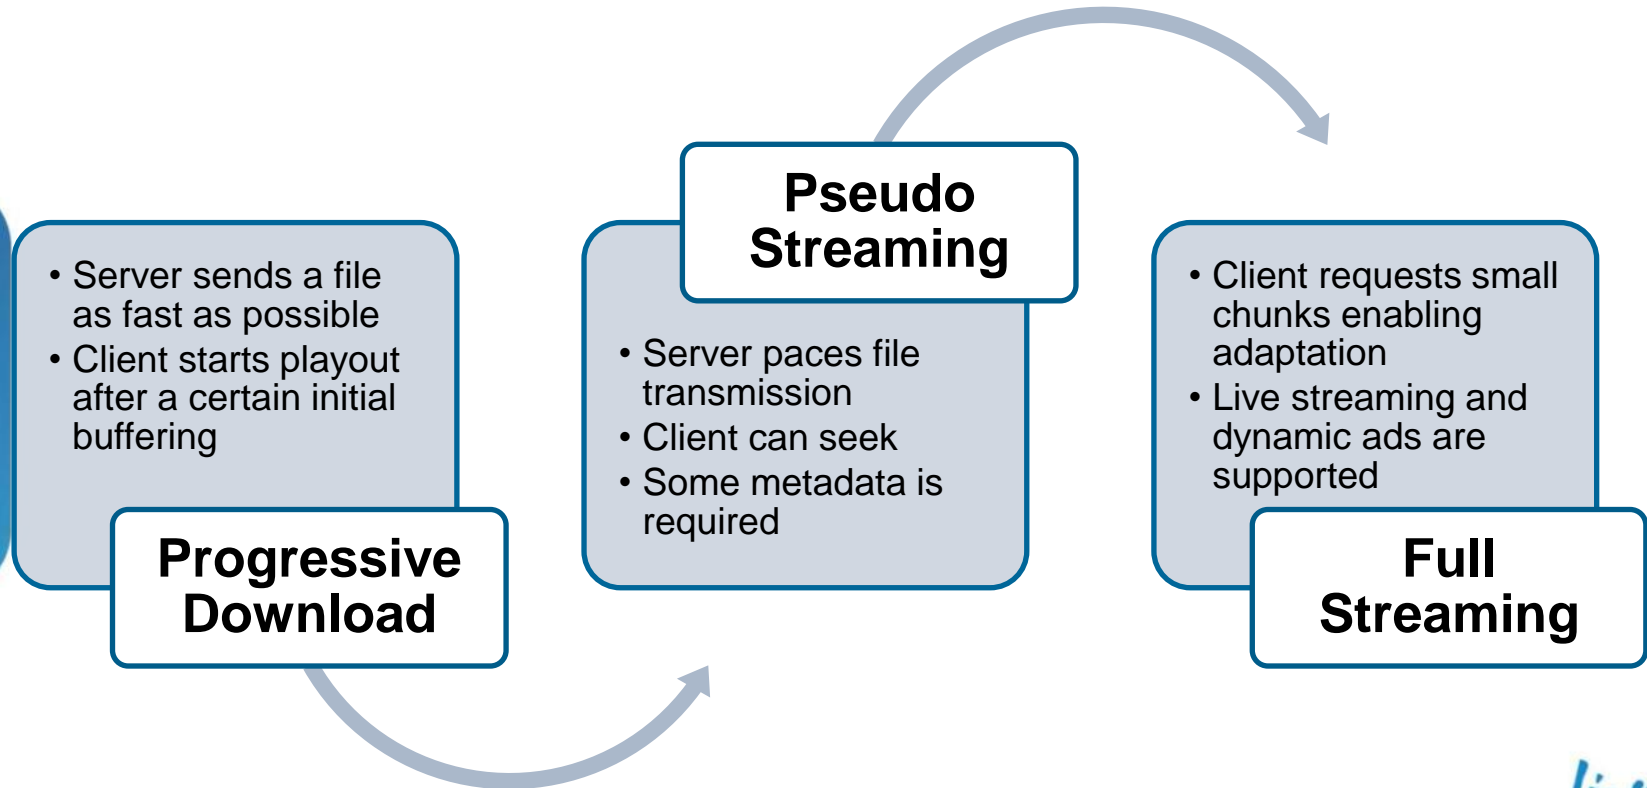 • Server sends a file
as fast as possible
• Client starts playout
after a certain initial
buffering
Progressive
Download
Pseudo
Streaming
• Server paces file
transmission
• Client can seek
• Some metadata is
required
• Client requests small
chunks enabling
adaptation
• Live streaming and
dynamic ads are
supported
Full
Streaming